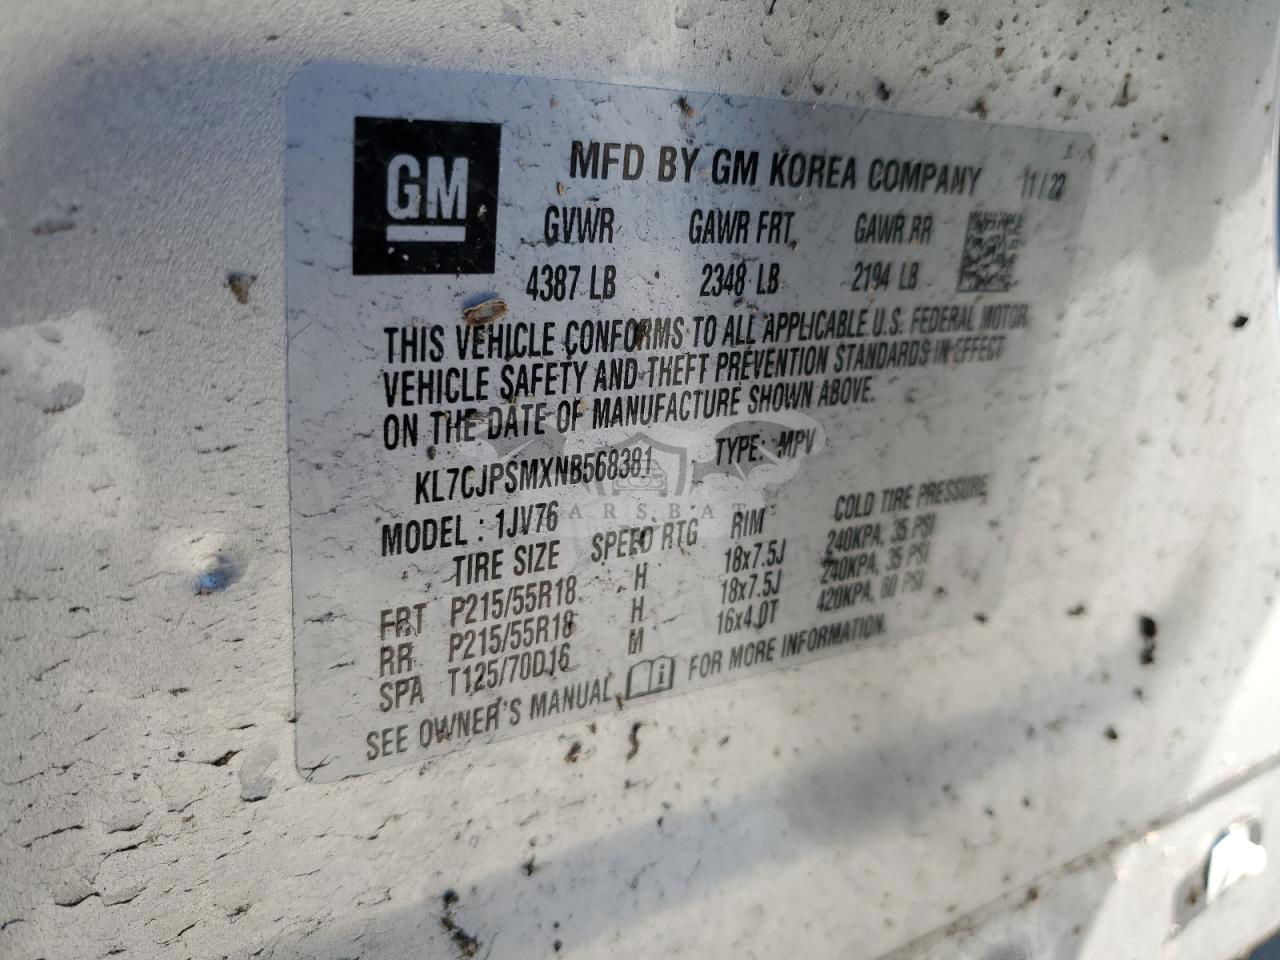 GM
MFD BY GM KOREA COMPANY 11/22
GVWR GAWR FRT GAWR RR
4387 LB 2348 LB 2194 LB
THIS VEHICLE CONFORMS TO ALL APPLICABLE U.S. FEDERAL MOTOR
VEHICLE SAFETY AND THEFT PREVENTION STANDARDS IN EFFECT
ON THE DATE OF MANUFACTURE SHOWN ABOVE.
KL7CJPSMXNB568381 TYPE: MPV
ARSBAT
MODEL: 1JV76
TIRE SIZE SPEED RTG RIM COLD TIRE PRESSURE
FRT P215/55R18 H 18x7.5J 240KPA, 35 PSI
RR P215/55R18 H 18x7.5J 240KPA, 35 PSI
SPA T125/70D16 M 16x4.0T 420KPA, 60 PSI
SEE OWNER'S MANUAL FOR MORE INFORMATION.